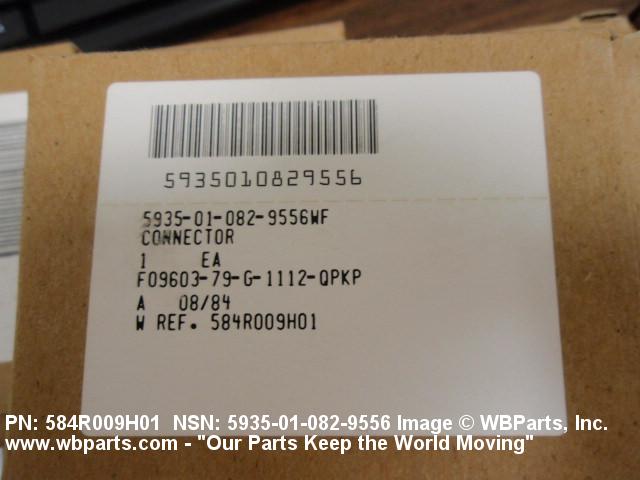 5935010829556
5935-01-082-9556WF
CONNECTOR
1 EA
F09603-79-G-1112-QPKP
A 08/84
W REF. 584R009H01
PN: 584R009H01 NSN: 5935-01-082-9556 Image © WBParts, Inc.
www.wbparts.com - "Our Parts Keep the World Moving"